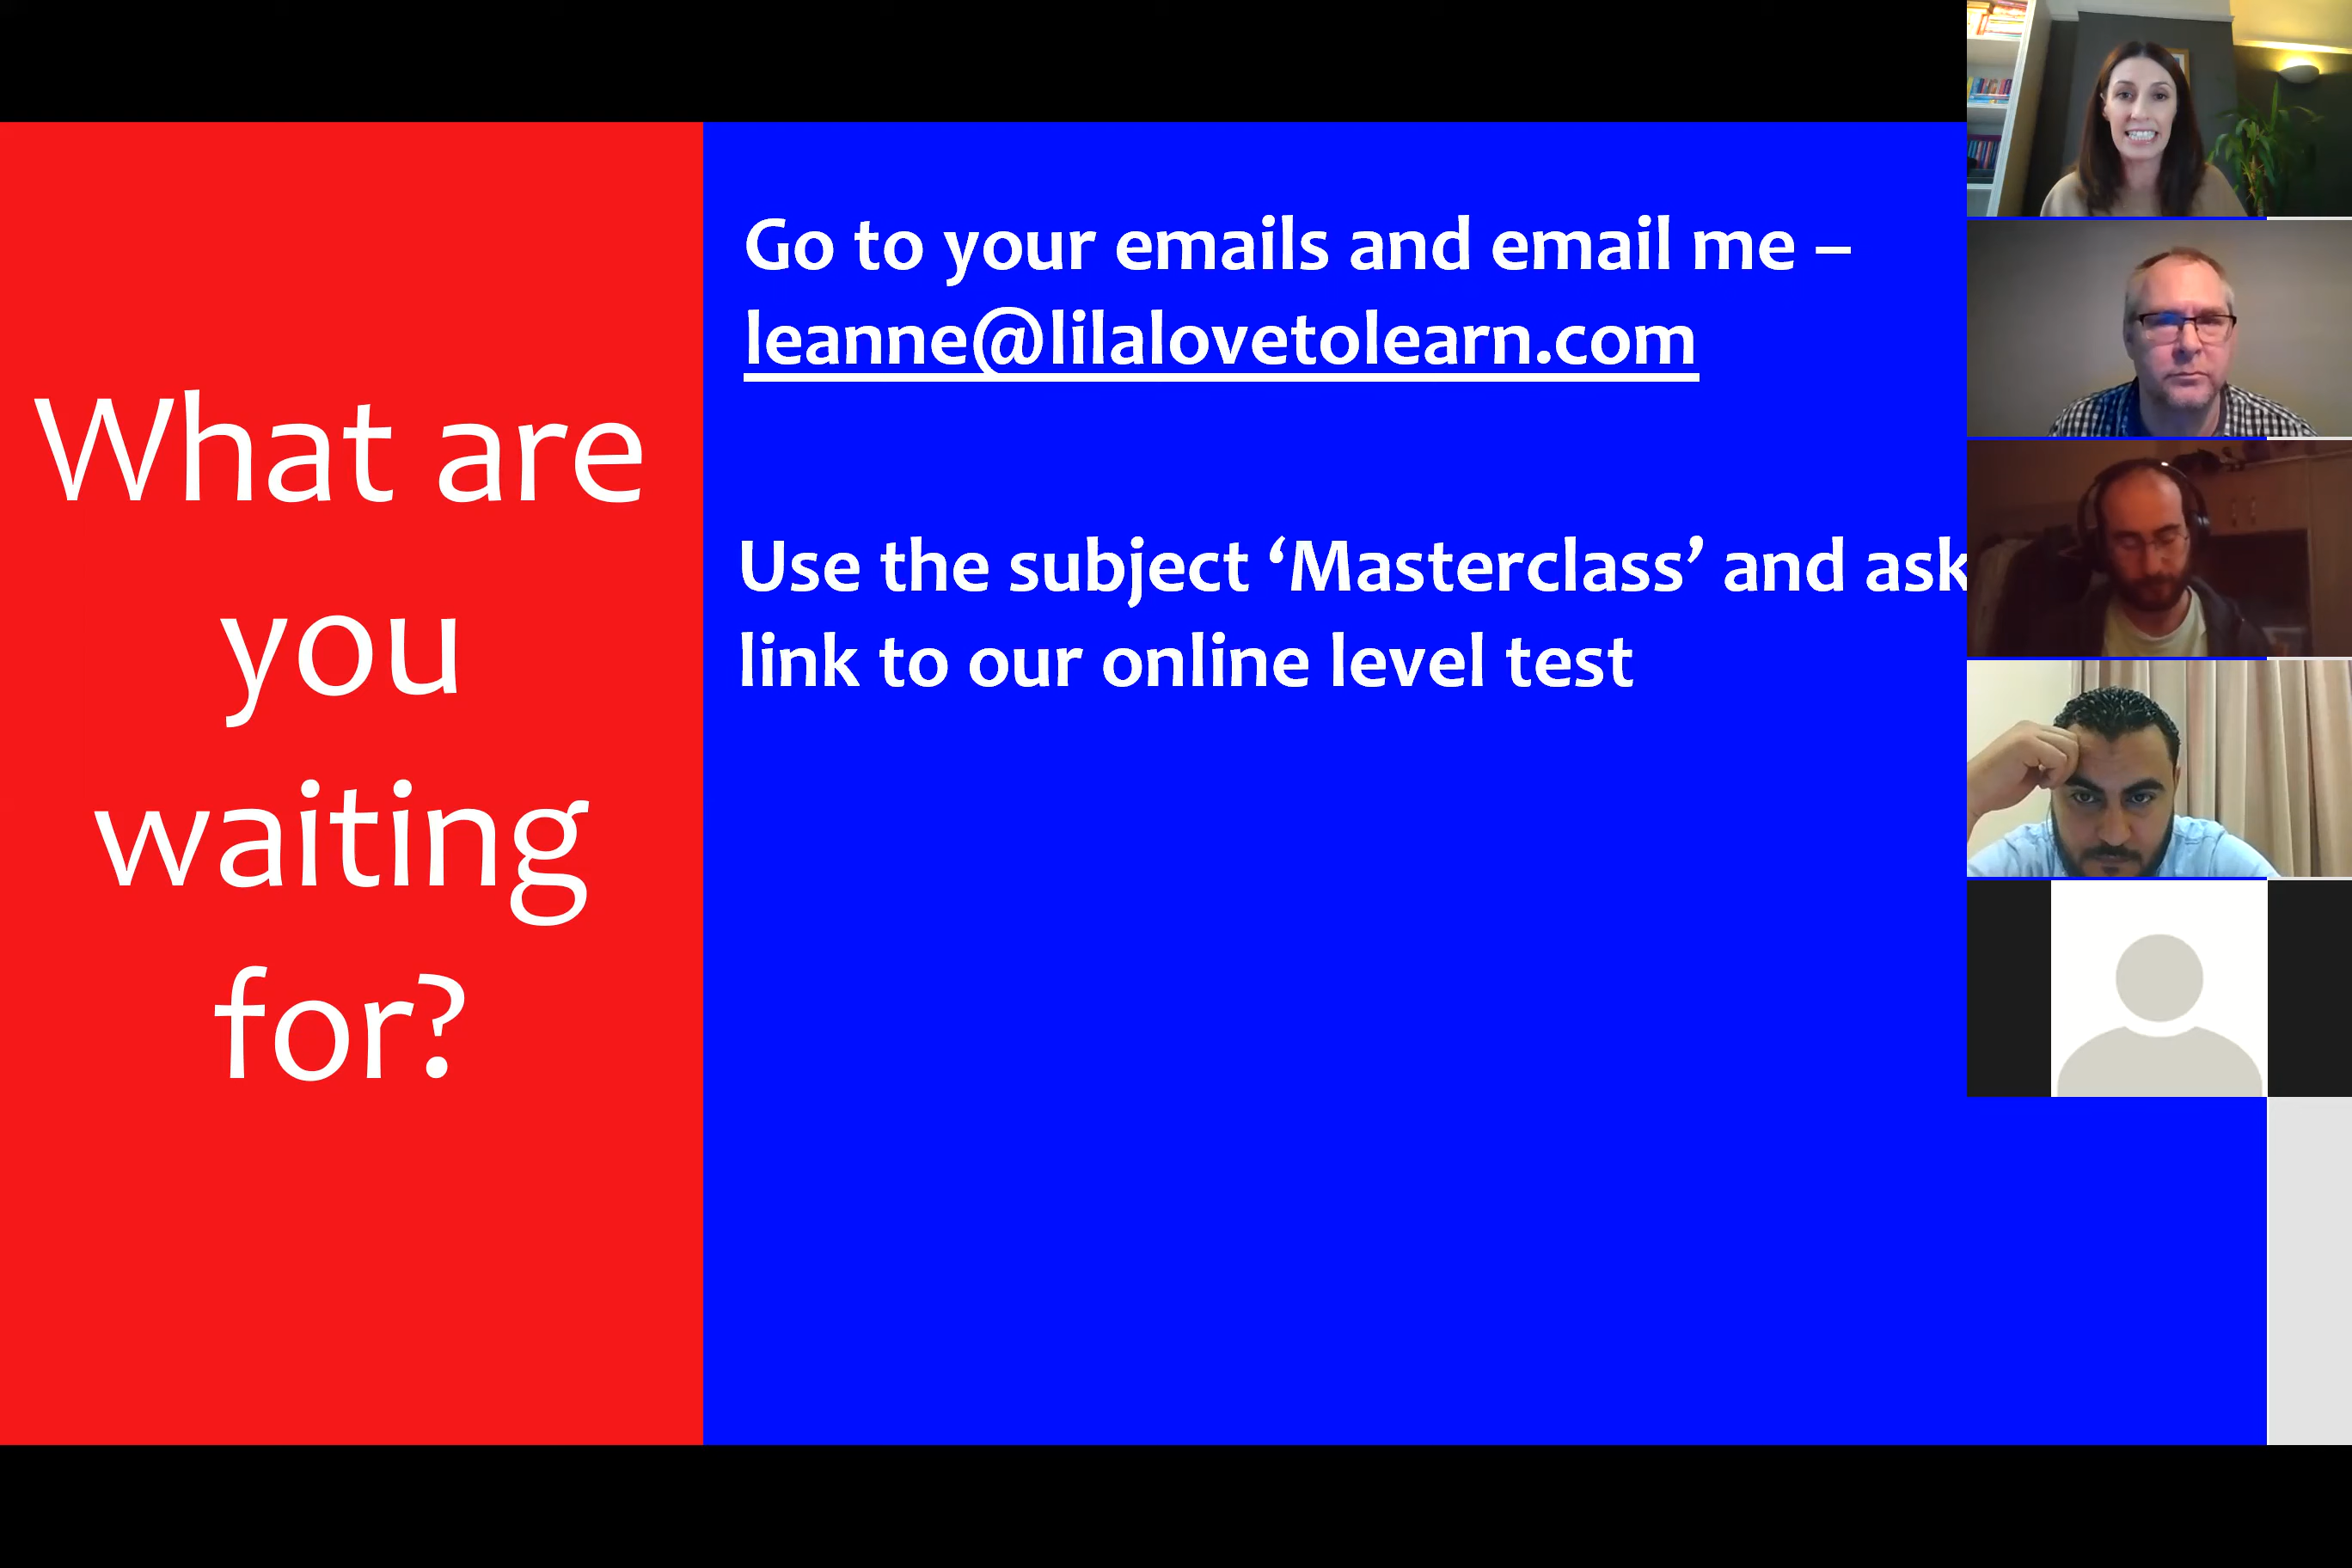 What are
you
waiting
for?
Go to your emails and email me –
leanne@lilalovetolearn.com
Use the subject ‘Masterclass’ and ask
link to our online level test